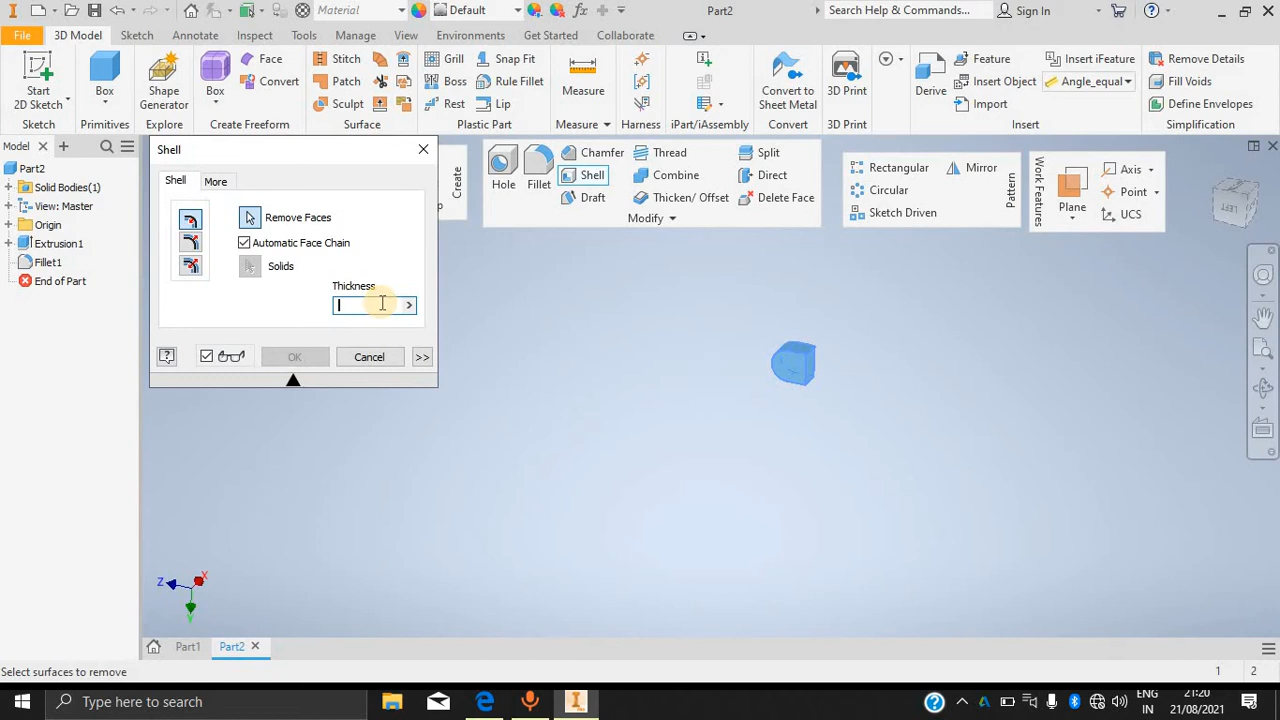 Material
Default
Part2
Search Help & Commands...
Sign In
File
3D Model
Sketch
Annotate
Inspect
Tools
Manage
View
Environments
Get Started
Collaborate
Start
2D Sketch
Sketch
Box
Primitives
Shape
Generator
Explore
Box
Face
Convert
Create Freeform
Stitch
Patch
Sculpt
Surface
Grill
Boss
Rest
Snap Fit
Rule Fillet
Lip
Plastic Part
Measure
Measure
Harness
iPart/iAssembly
Convert to
Sheet Metal
Convert
3D Print
3D Print
Derive
Feature
Insert Object
Import
Insert iFeature
Angle_equal
Insert
Remove Details
Fill Voids
Define Envelopes
Simplification
Model
Part2
Solid Bodies(1)
View: Master
Origin
Extrusion1
Fillet1
End of Part
Shell
Shell
More
Remove Faces
Automatic Face Chain
Solids
Thickness
OK
Cancel
>>
Create
Hole
Fillet
Chamfer
Shell
Draft
Thread
Combine
Thicken/ Offset
Split
Direct
Delete Face
Modify
Rectangular
Circular
Sketch Driven
Mirror
Pattern
Work Features
Plane
Axis
Point
UCS
LEFT
Z
X
Y
Part1
Part2
Select surfaces to remove
1
2
Type here to search
ENG
IN
21:20
21/08/2021